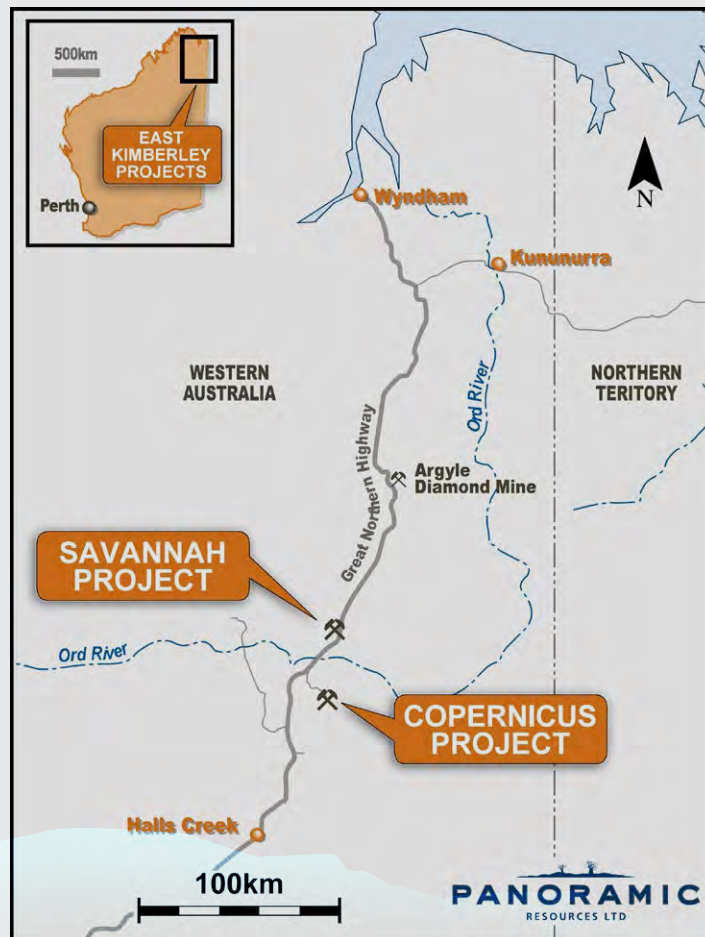 500km
EAST
KIMBERLEY
PROJECTS
Perth
N
Wyndham
Kununurra
WESTERN
AUSTRALIA
NORTHERN
TERITORY
Ord River
Great Northern Highway
Argyle
Diamond Mine
SAVANNAH
PROJECT
Ord River
COPERNICUS
PROJECT
Halls Creek
100km
PANORAMIC
RESOURCES LTD